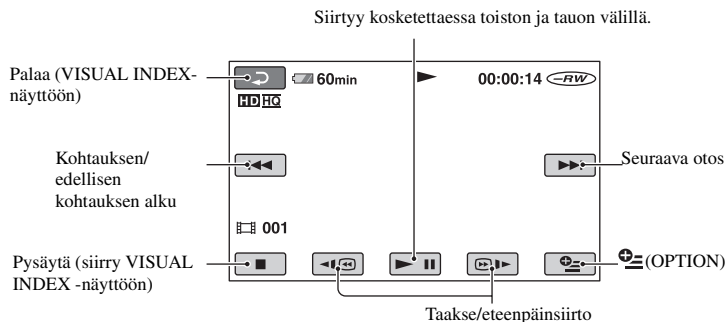 Siirtyy kosketettaessa toiston ja tauon välillä.
Palaa (VISUAL INDEX-
näyttöön)
60min
00:00:14 -RW
HD HQ
Kohtauksen/
edellisen
kohtauksen alku
Seuraava otos
001
Pysäytä (siirry VISUAL
INDEX -näyttöön)
(OPTION)
Taakse/eteenpäinsiirto